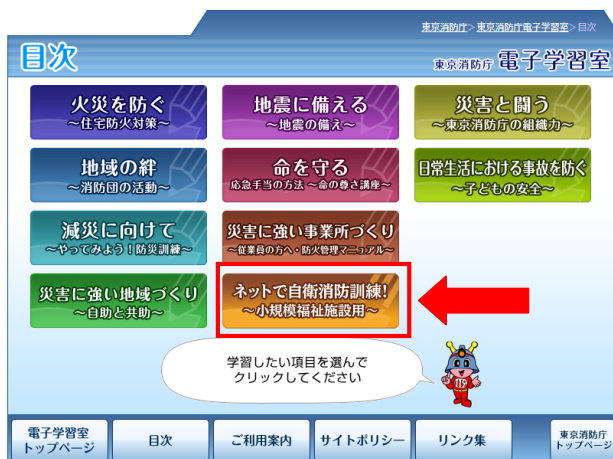 東京消防庁>東京消防庁電子学習室>目次
目次
東京消防庁 電子学習室
火災を防ぐ
～住宅防火対策～
地震に備える
～地震の備え～
災害と闘う
～東京消防庁の組織力～
地域の絆
～消防団の活動～
命を守る
応急手当の方法 ～命の尊さ講座～
日常生活における事故を防ぐ
～子どもの安全～
減災に向けて
～やってみよう!防災訓練～
災害に強い事業所づくり
～従業員の方へ・防火管理マニュアル～
災害に強い地域づくり
～自助と共助～
ネットで自衛消防訓練!
～小規模福祉施設用～
学習したい項目を選んで
クリックしてください
119
電子学習室
トップページ
目次
ご利用案内
サイトポリシー
リンク集
東京消防庁
トップページ